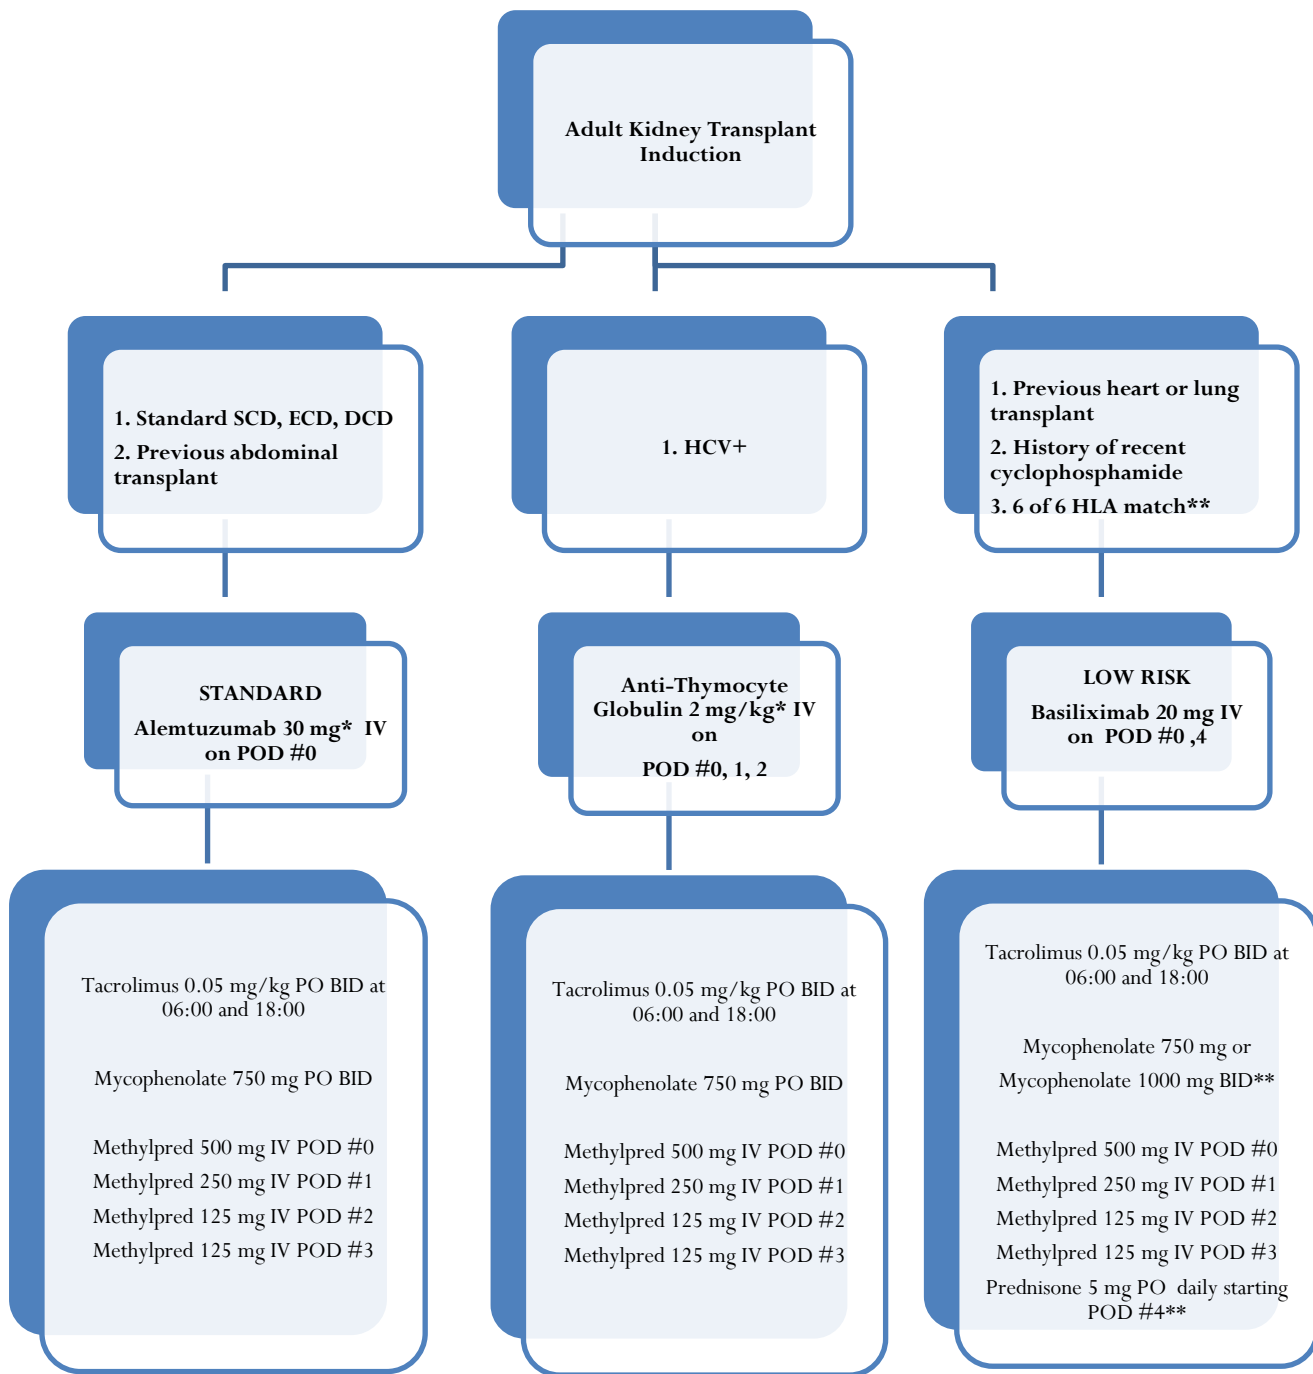 Adult Kidney Transplant
Induction
1. Standard SCD, ECD, DCD
2. Previous abdominal
transplant
1. HCV+
1. Previous heart or lung
transplant
2. History of recent
cyclophosphamide
3. 6 of 6 HLA match**
STANDARD
Alemtuzumab 30 mg* IV
on POD #0
Anti-Thymocyte
Globulin 2 mg/kg* IV
on
POD #0, 1, 2
LOW RISK
Basiliximab 20 mg IV
on POD #0 ,4
Tacrolimus 0.05 mg/kg PO BID at
06:00 and 18:00
Mycophenolate 750 mg PO BID
Methylpred 500 mg IV POD #0
Methylpred 250 mg IV POD #1
Methylpred 125 mg IV POD #2
Methylpred 125 mg IV POD #3
Tacrolimus 0.05 mg/kg PO BID at
06:00 and 18:00
Mycophenolate 750 mg PO BID
Methylpred 500 mg IV POD #0
Methylpred 250 mg IV POD #1
Methylpred 125 mg IV POD #2
Methylpred 125 mg IV POD #3
Tacrolimus 0.05 mg/kg PO BID at
06:00 and 18:00
Mycophenolate 750 mg or
Mycophenolate 1000 mg BID**
Methylpred 500 mg IV POD #0
Methylpred 250 mg IV POD #1
Methylpred 125 mg IV POD #2
Methylpred 125 mg IV POD #3
Prednisone 5 mg PO daily starting
POD #4**